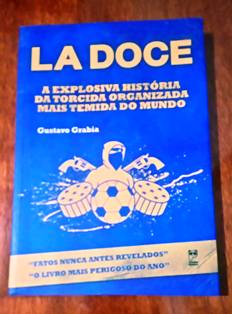 LA DOCE
A EXPLOSIVA HISTÓRIA
DA TORCIDA ORGANIZADA
MAIS TEMIDA DO MUNDO
Gustavo Grabia
"FATOS NUNCA ANTES REVELADOS"
"O LIVRO MAIS PERIGOSO DO ANO"